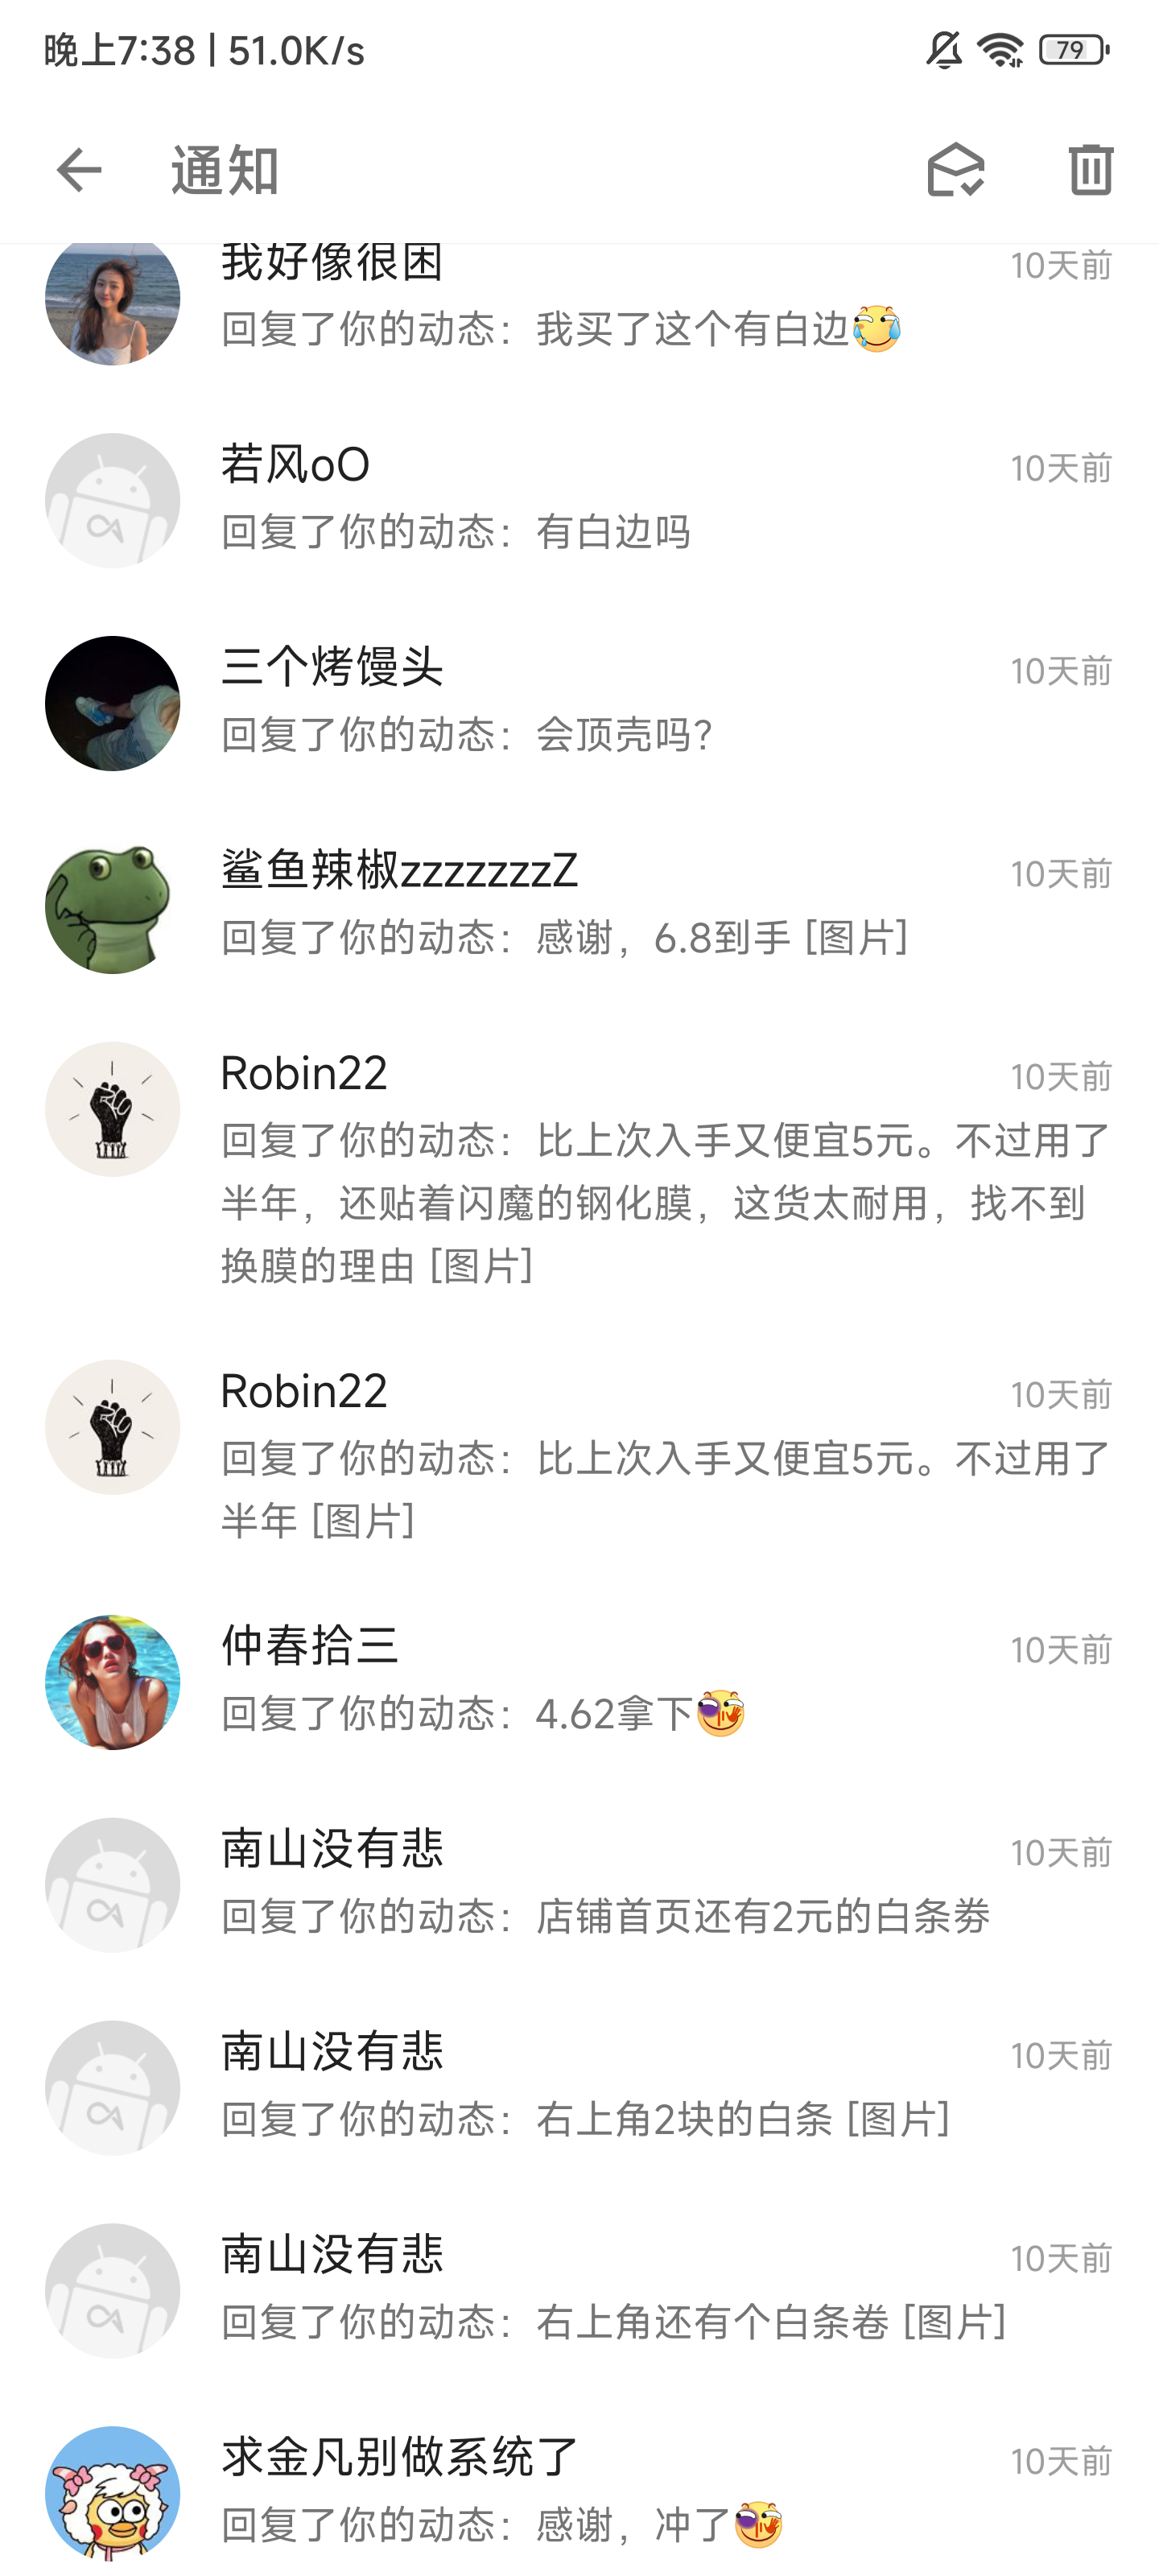 晚上7:38 | 51.0K/s
79
通知
我好像很困
10天前
回复了你的动态：我买了这个有白边
若风oO
10天前
回复了你的动态：有白边吗
三个烤馒头
10天前
回复了你的动态：会顶壳吗?
鲨鱼辣椒zzzzzzzZ
10天前
回复了你的动态：感谢，6.8到手 [图片]
Robin22
10天前
回复了你的动态：比上次入手又便宜5元。不过用了
半年，还贴着闪魔的钢化膜，这货太耐用，找不到
换膜的理由 [图片]
Robin22
10天前
回复了你的动态：比上次入手又便宜5元。不过用了
半年 [图片]
仲春拾三
10天前
回复了你的动态：4.62拿下
南山没有悲
10天前
回复了你的动态：店铺首页还有2元的白条券
南山没有悲
10天前
回复了你的动态：右上角2块的白条 [图片]
南山没有悲
10天前
回复了你的动态：右上角还有个白条卷 [图片]
求金凡别做系统了
10天前
回复了你的动态：感谢，冲了